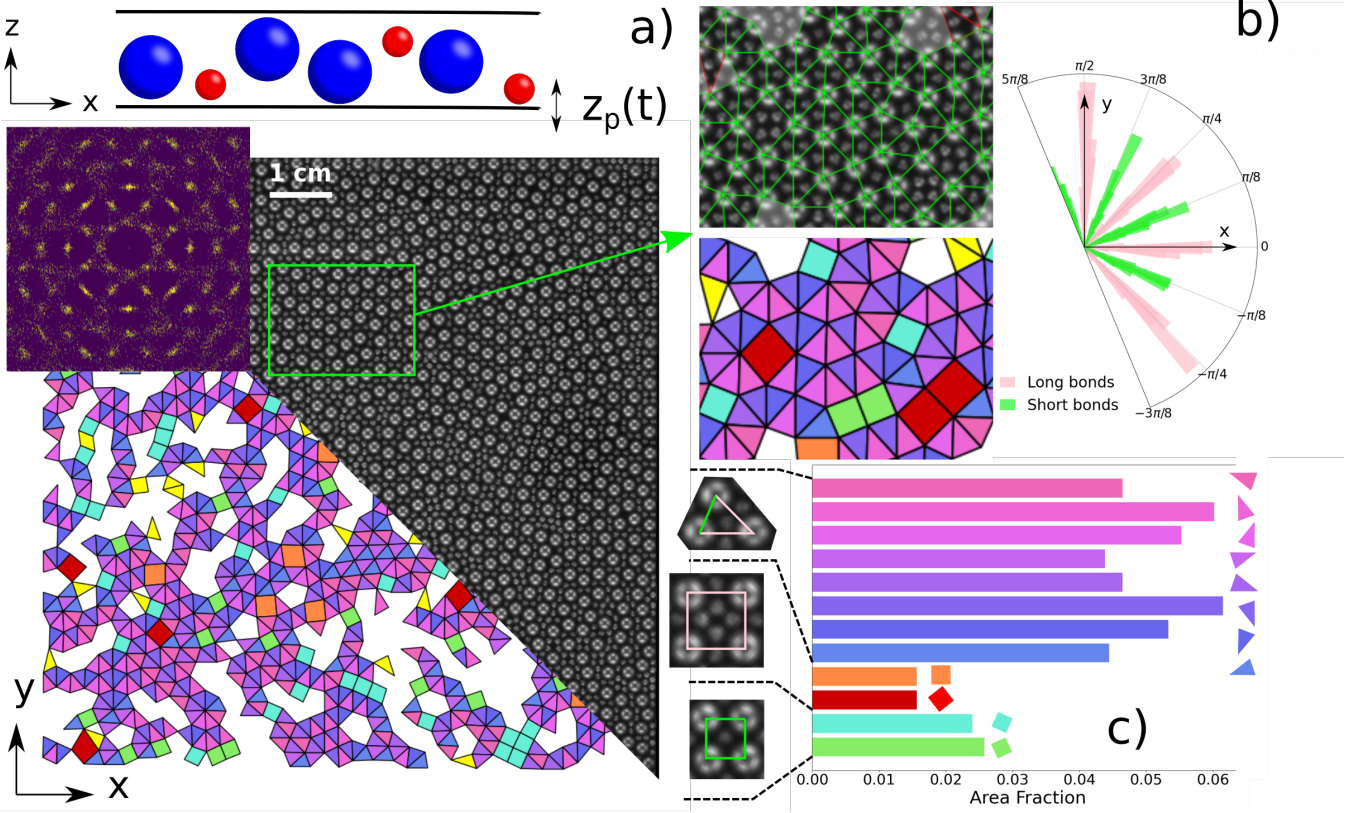 z
x
z_p(t)
a)
1 cm
y
x
b)
5π/8
π/2
3π/8
π/4
π/8
0
−π/8
−π/4
−3π/8
y
x
Long bonds
Short bonds
c)
0.00 0.01 0.02 0.03 0.04 0.05 0.06
Area Fraction